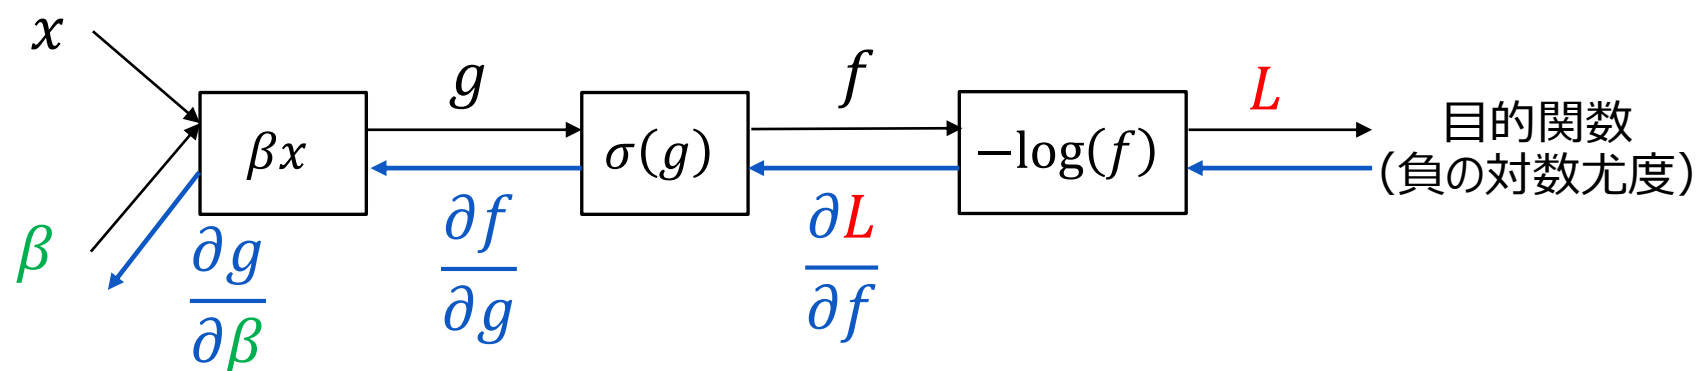 x
g
f
L
目的関数
(負の対数尤度)
βx
σ(g)
−log(f)
β
∂g
∂β
∂f
∂g
∂L
∂f